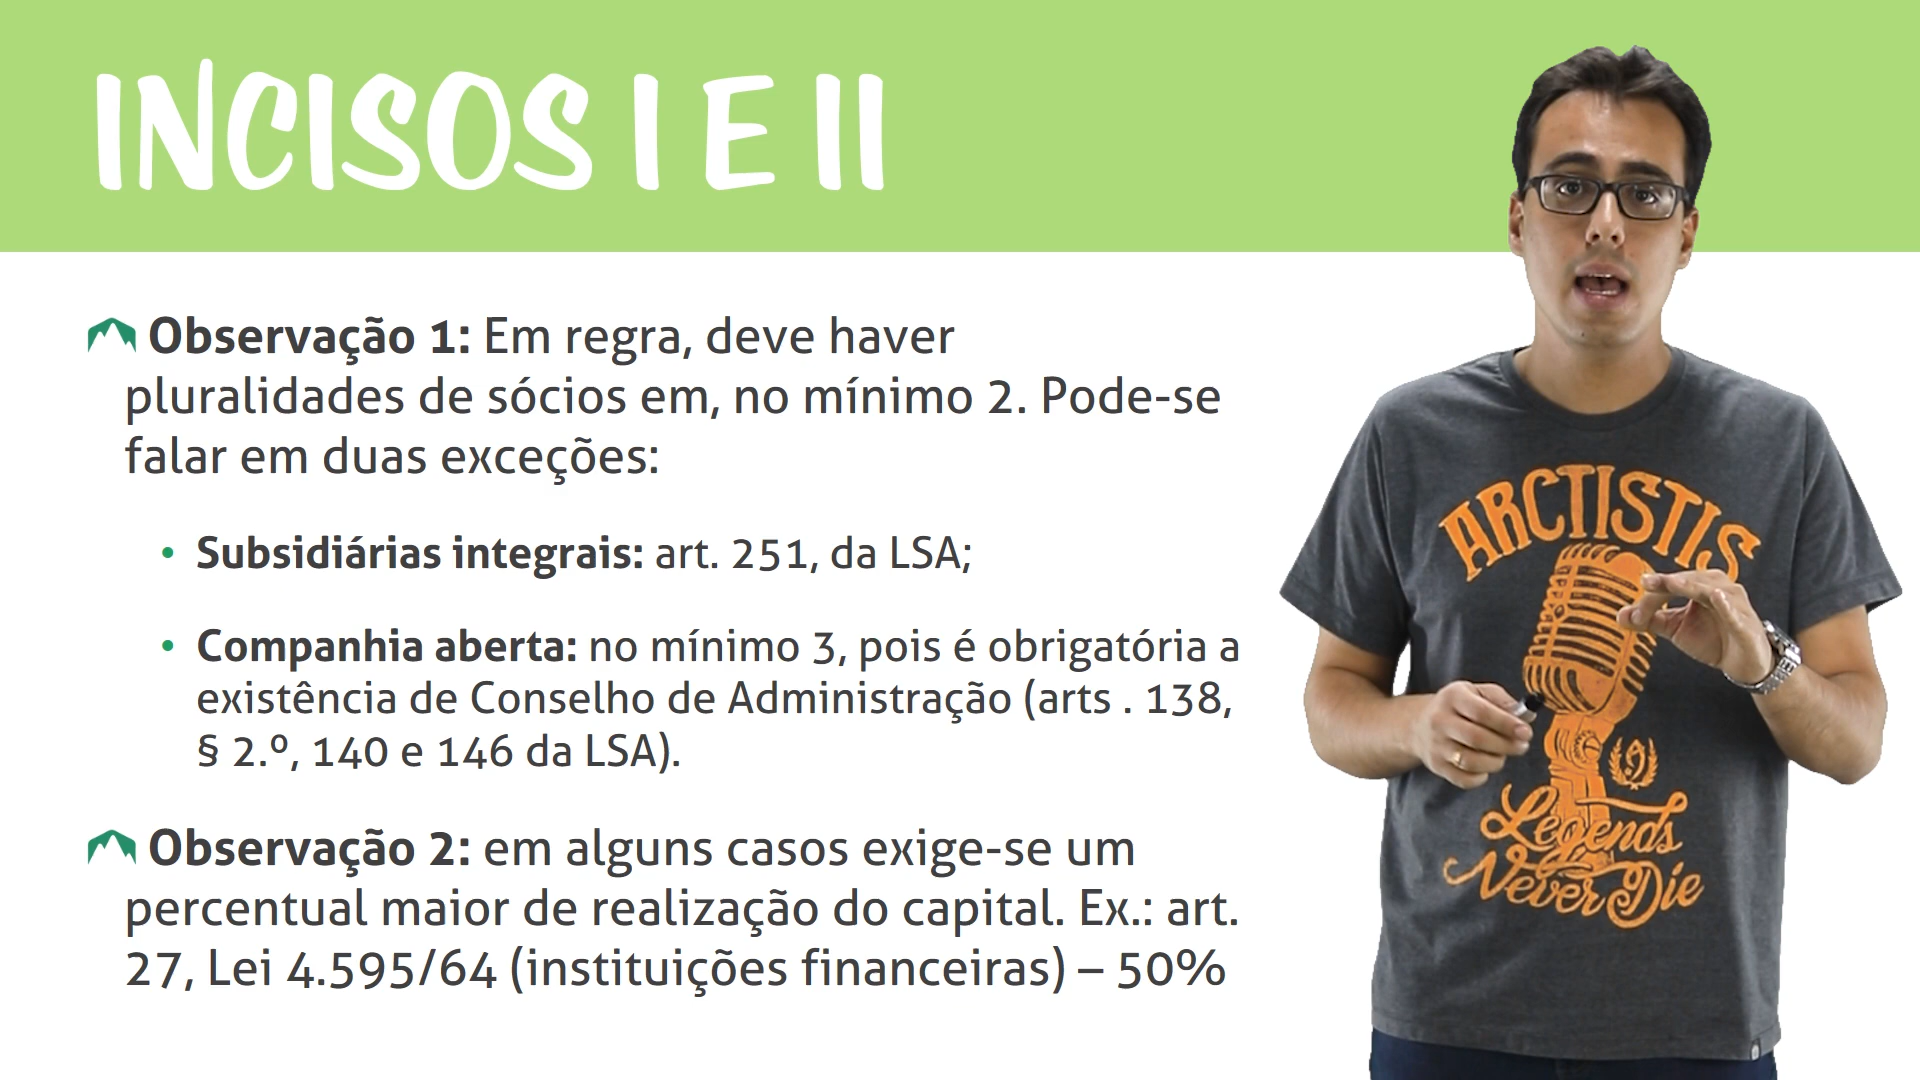 INCISOS I E II
Observação 1: Em regra, deve haver
pluralidades de sócios em, no mínimo 2. Pode-se
falar em duas exceções:
• Subsidiárias integrais: art. 251, da LSA;
• Companhia aberta: no mínimo 3, pois é obrigatória a
existência de Conselho de Administração (arts . 138,
§ 2.º, 140 e 146 da LSA).
Observação 2: em alguns casos exige-se um
percentual maior de realização do capital. Ex.: art.
27, Lei 4.595/64 (instituições financeiras) – 50%
ARCTISTIS
Legends
Never Die